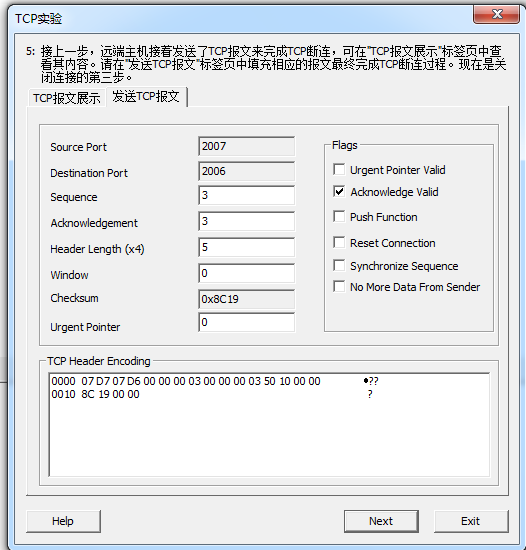 TCP实验
5: 接上一步，远端主机接着发送了TCP报文来完成TCP断连，可在"TCP报文展示"标签页中查
看其内容。请在"发送TCP报文"标签页中填充相应的报文最终完成TCP断连过程。现在是关
闭连接的第三步。
TCP报文展示 发送TCP报文
Source Port 2007
Destination Port 2006
Sequence 3
Acknowledgement 3
Header Length (x4) 5
Window 0
Checksum 0x8C19
Urgent Pointer 0
Flags
Urgent Pointer Valid
Acknowledge Valid
Push Function
Reset Connection
Synchronize Sequence
No More Data From Sender
TCP Header Encoding
0000 07 D7 07 D6 00 00 00 03 00 00 00 03 50 10 00 00 •??
0010 8C 19 00 00 ?
Help Next Exit